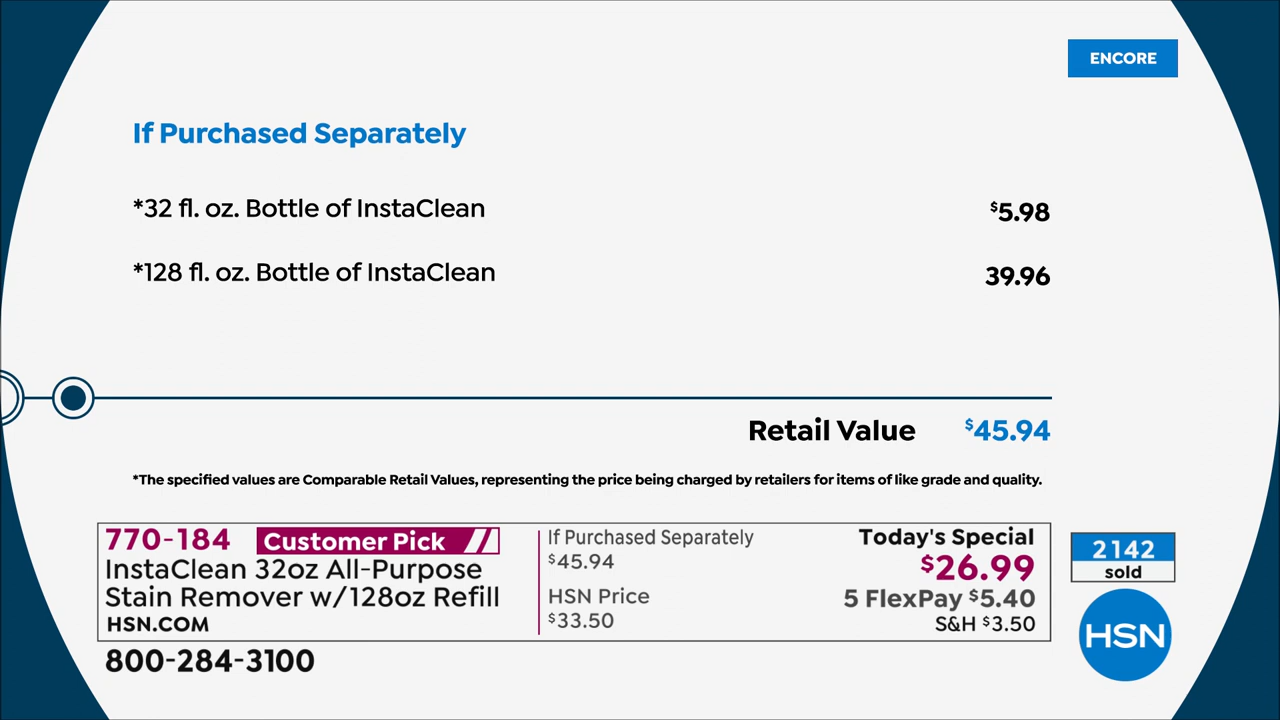 ENCORE
If Purchased Separately
*32 fl. oz. Bottle of InstaClean $5.98
*128 fl. oz. Bottle of InstaClean 39.96
Retail Value $45.94
*The specified values are Comparable Retail Values, representing the price being charged by retailers for items of like grade and quality.
770-184 Customer Pick
InstaClean 32oz All-Purpose
Stain Remover w/128oz Refill
HSN.COM
If Purchased Separately
$45.94
HSN Price
$33.50
Today's Special
$26.99
5 FlexPay $5.40
S&H $3.50
2142
sold
HSN
800-284-3100